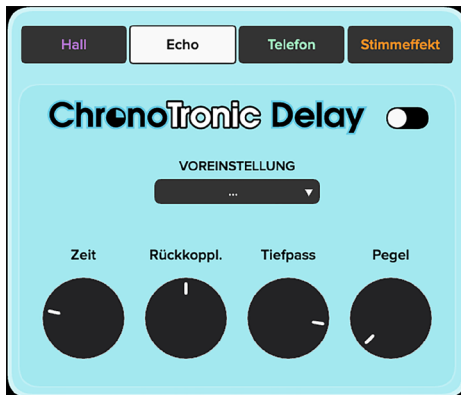 Hall
Echo
Telefon
Stimmeffekt
ChronoTronic Delay
VOREINSTELLUNG
...
Zeit
Rückkoppl.
Tiefpass
Pegel